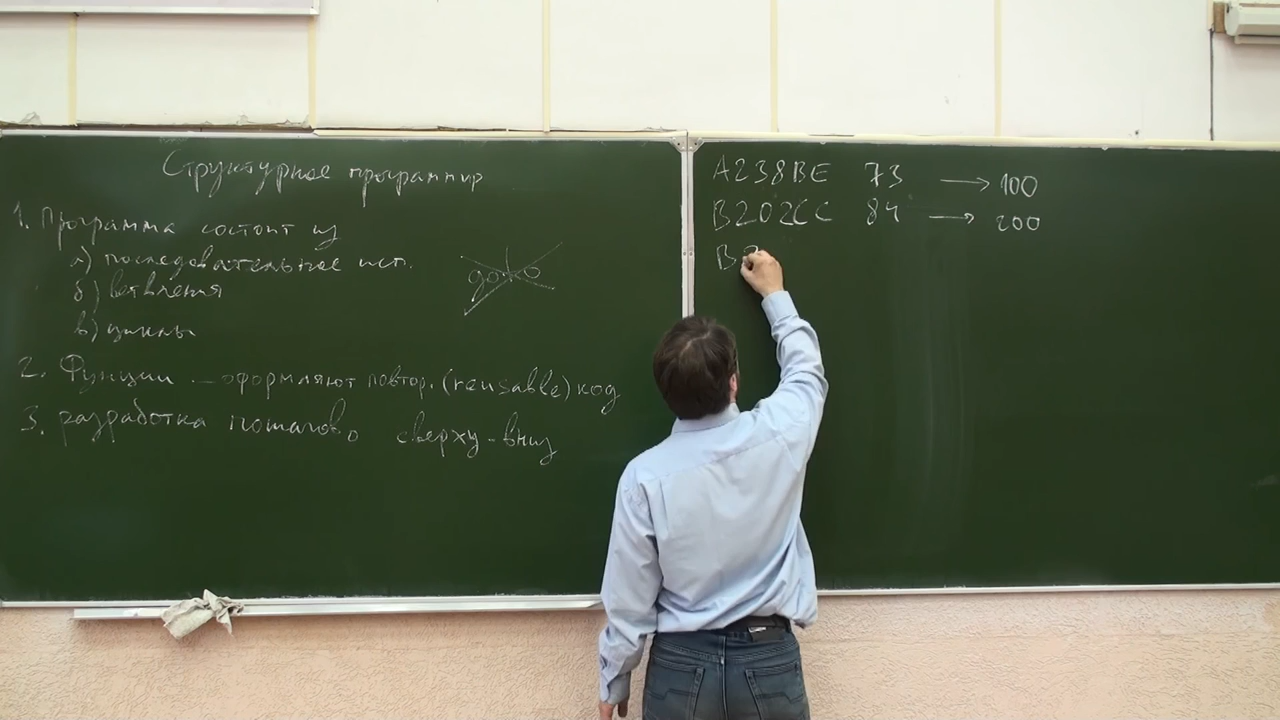 Структурное программир
1. Программа состоит из
а) последовательное исп.
goto
б) ветвления
в) циклы
2. Функции – оформляют повтор. (reusable) код
3. разработка пошагово сверху-вниз
A238BE 73 → 100
B202CC 84 → 200
B